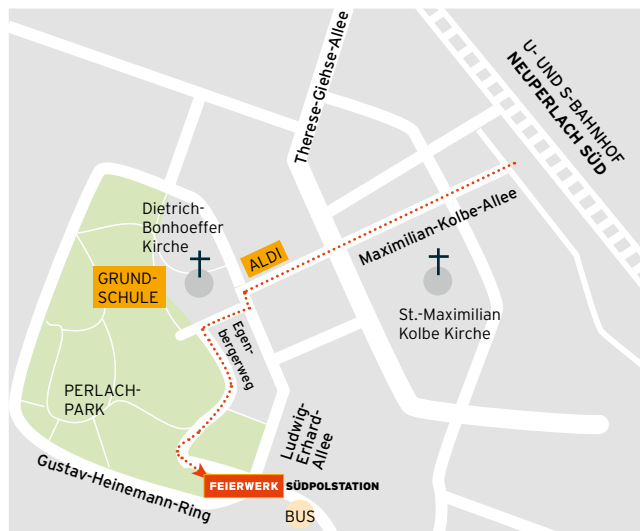 Therese-Giehse-Allee
U- UND S-BAHNHOF
NEUPERLACH SÜD
Dietrich-
Bonhoeffer
Kirche
ALDI
Maximilian-Kolbe-Allee
GRUND-
SCHULE
St.-Maximilian
Kolbe Kirche
Egen-
bergerweg
PERLACH-
PARK
Ludwig-
Erhard-
Allee
Gustav-Heinemann-Ring
FEIERWERK SÜDPOLSTATION
BUS